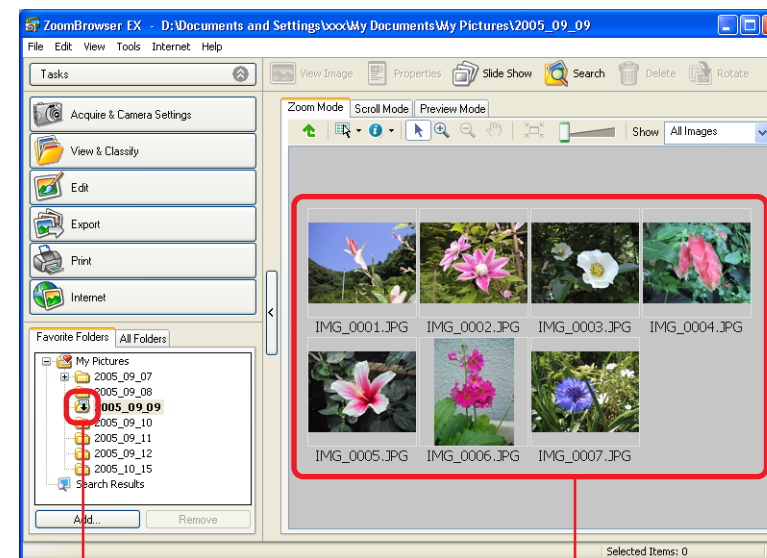 ZoomBrowser EX - D:\Documents and Settings\xxx\My Documents\My Pictures\2005_09_09
File Edit View Tools Internet Help
Tasks
View Image Properties Slide Show Search Delete Rotate
Acquire & Camera Settings
View & Classify
Edit
Export
Print
Internet
Zoom Mode Scroll Mode Preview Mode
Show All Images
IMG_0001.JPG IMG_0002.JPG IMG_0003.JPG IMG_0004.JPG
IMG_0005.JPG IMG_0006.JPG IMG_0007.JPG
Favorite Folders All Folders
My Pictures
2005_09_07
2005_09_08
2005_09_09
2005_09_10
2005_09_11
2005_09_12
2005_10_15
Search Results
Add... Remove
Selected Items: 0